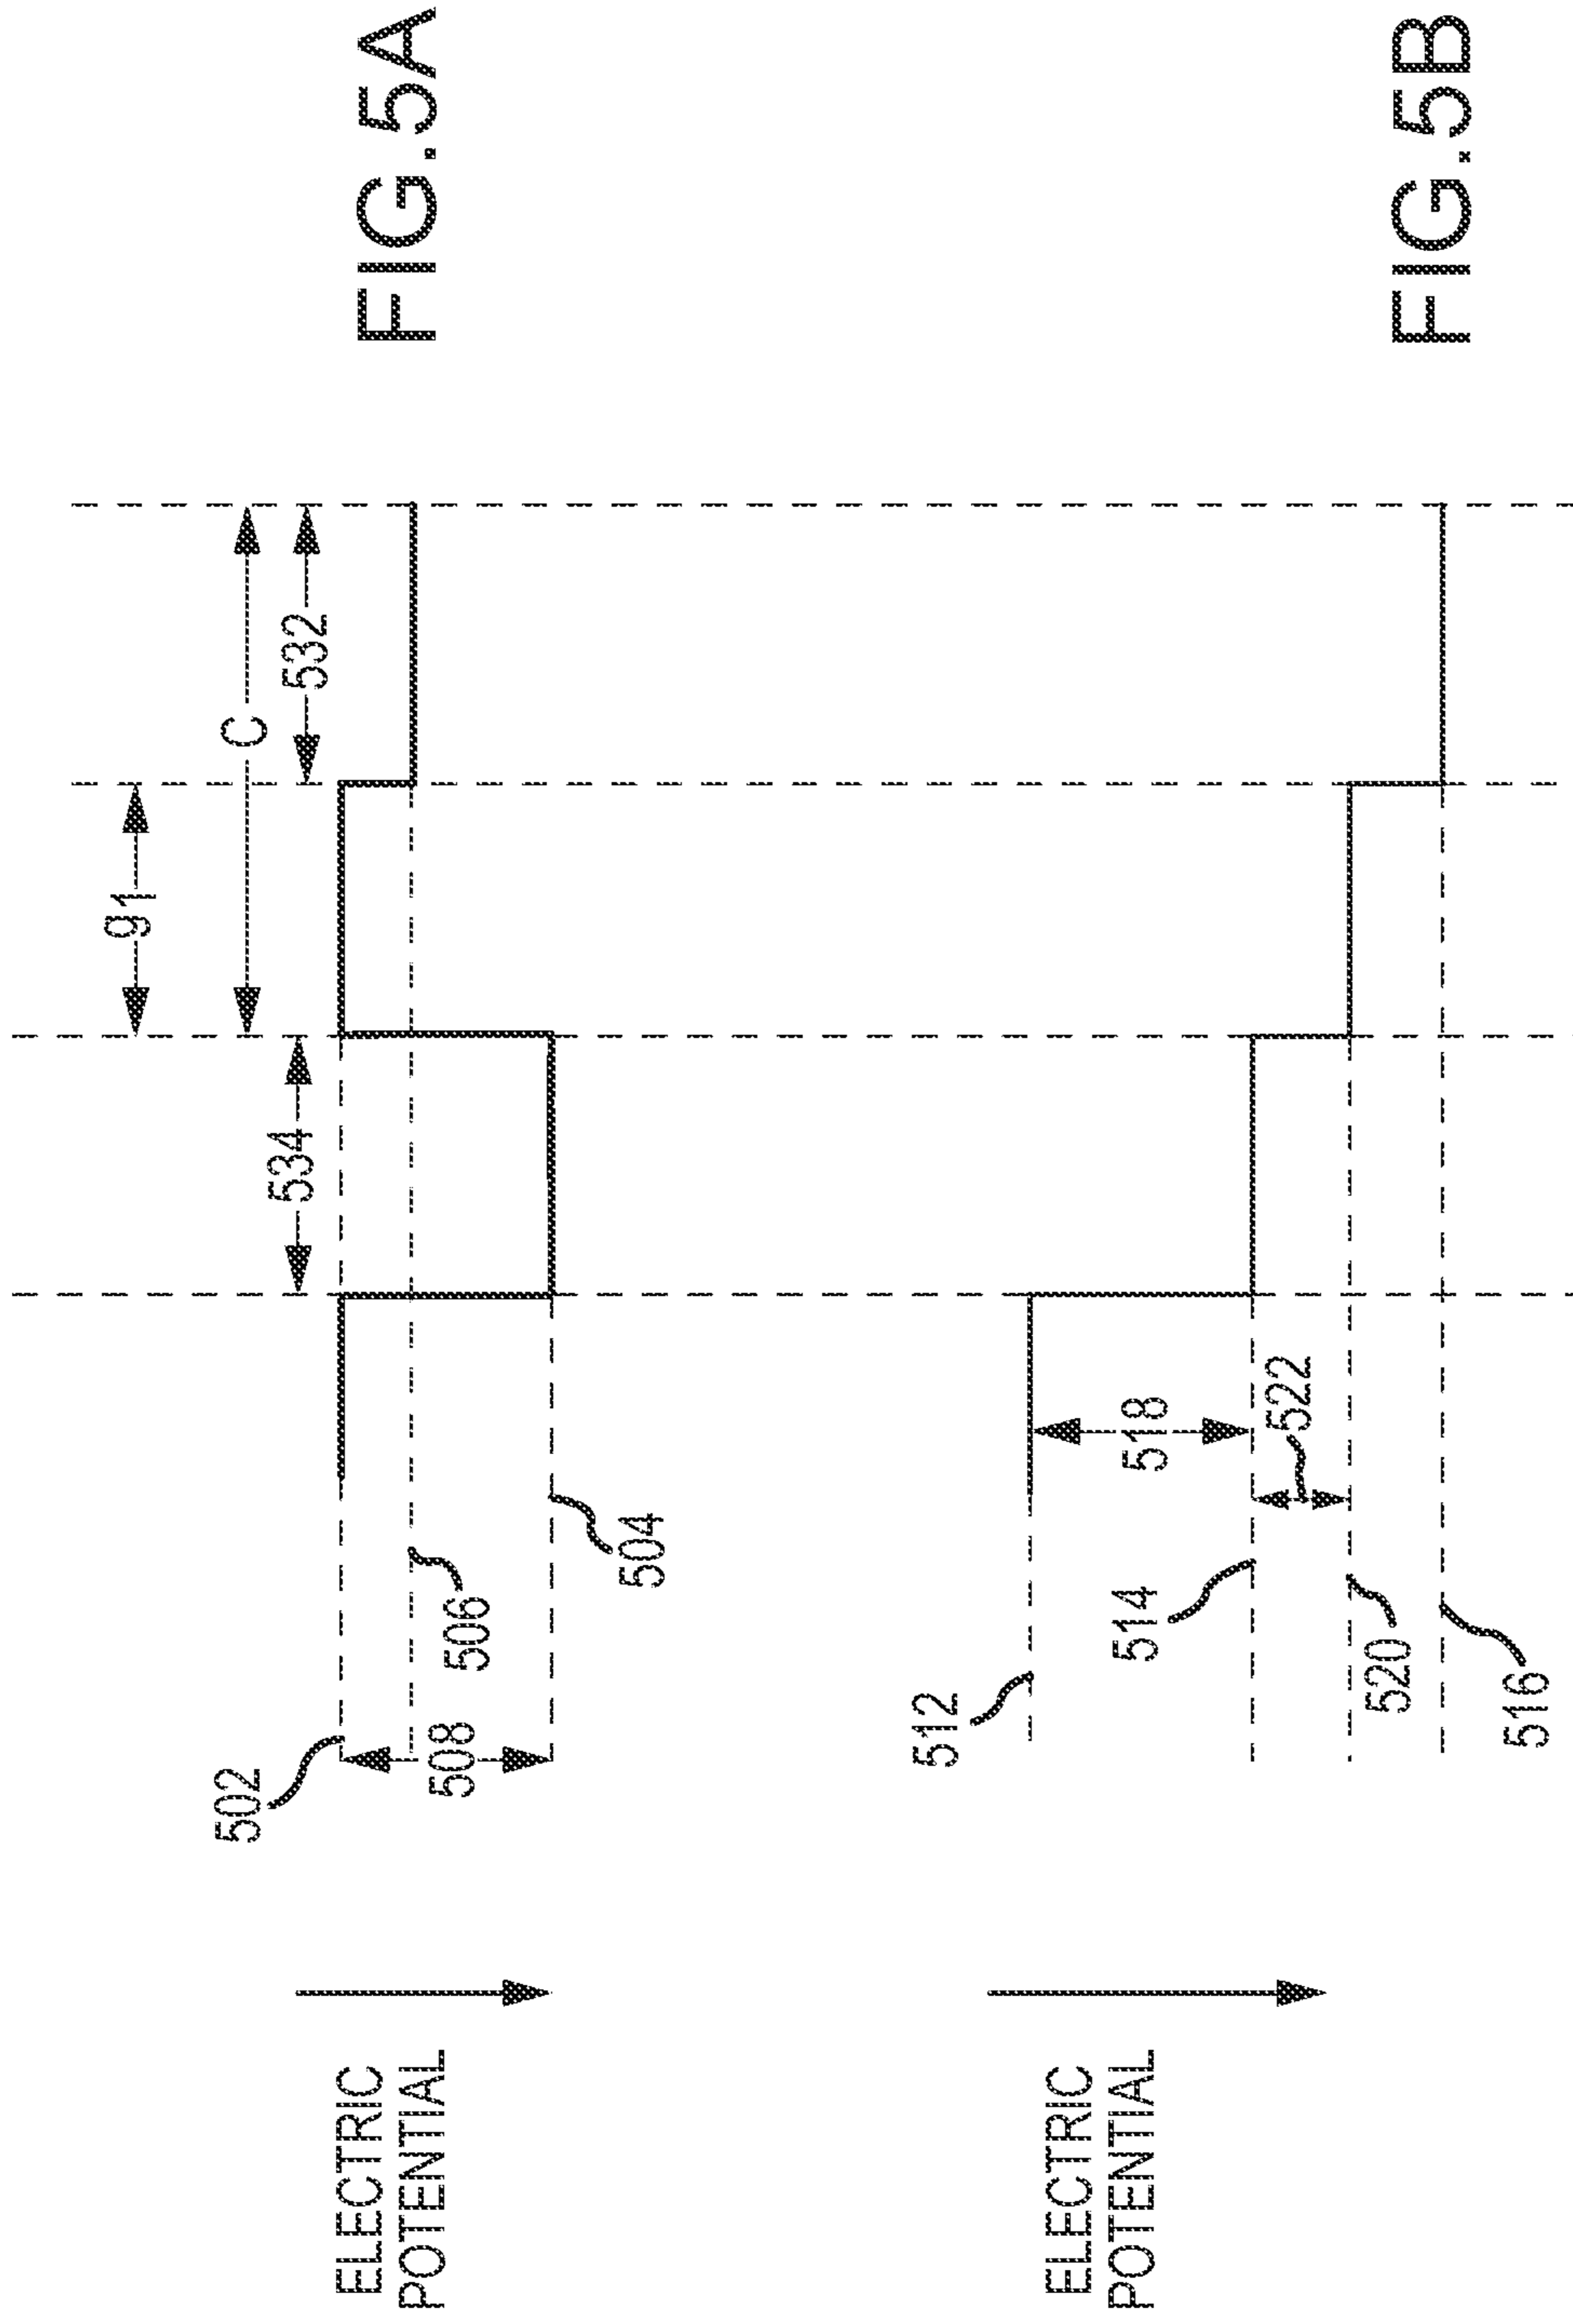 FIG.5A
g1
C
534
532
502
508
506
504
ELECTRIC
POTENTIAL
FIG.5B
512
518
514
522
520
516
ELECTRIC
POTENTIAL